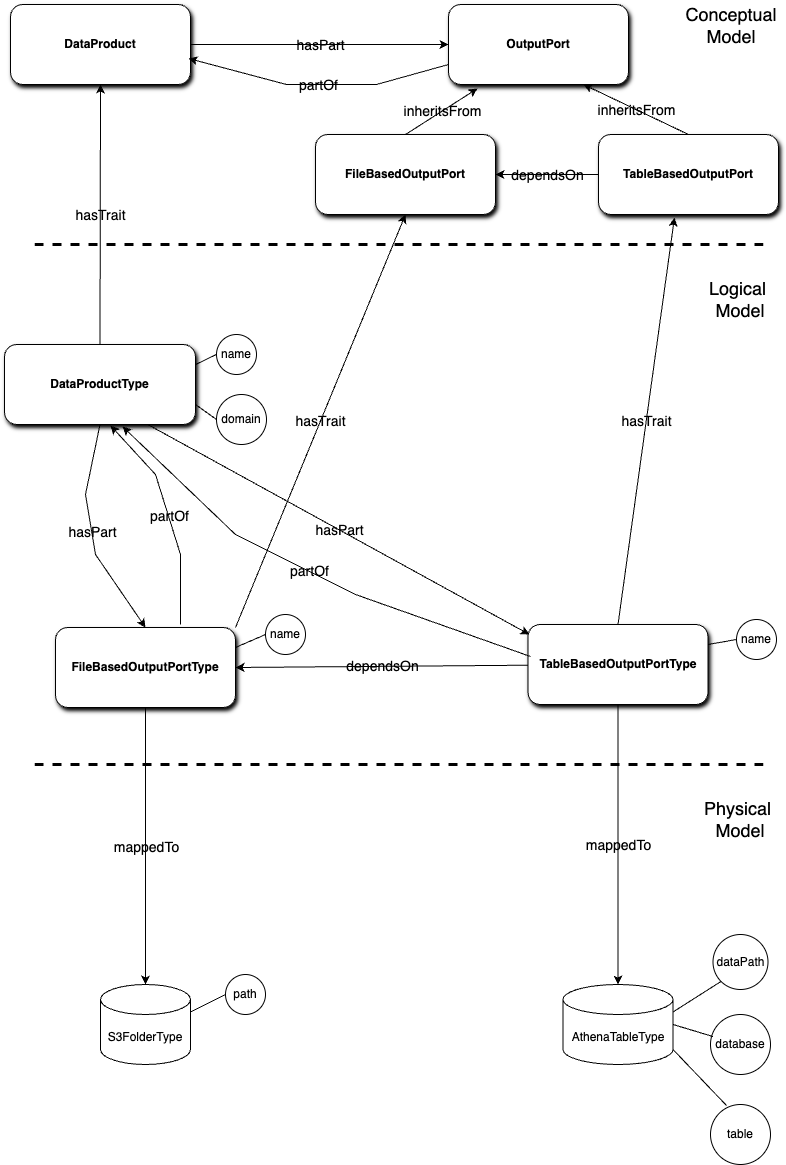 Conceptual
Model
DataProduct
hasPart
OutputPort
partOf
inheritsFrom
inheritsFrom
FileBasedOutputPort
dependsOn
TableBasedOutputPort
hasTrait
Logical
Model
name
DataProductType
domain
hasTrait
hasTrait
partOf
hasPart
hasPart
partOf
name
name
FileBasedOutputPortType
dependsOn
TableBasedOutputPortType
Physical
Model
mappedTo
mappedTo
dataPath
path
S3FolderType
AthenaTableType
database
table